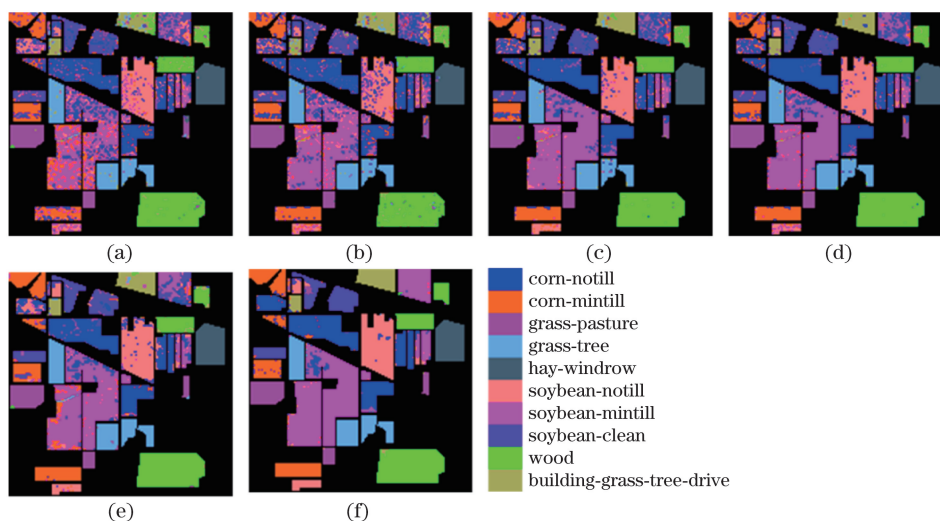 (a)
(b)
(c)
(d)
(e)
(f)
corn-notill
corn-mintill
grass-pasture
grass-tree
hay-windrow
soybean-notill
soybean-mintill
soybean-clean
wood
building-grass-tree-drive